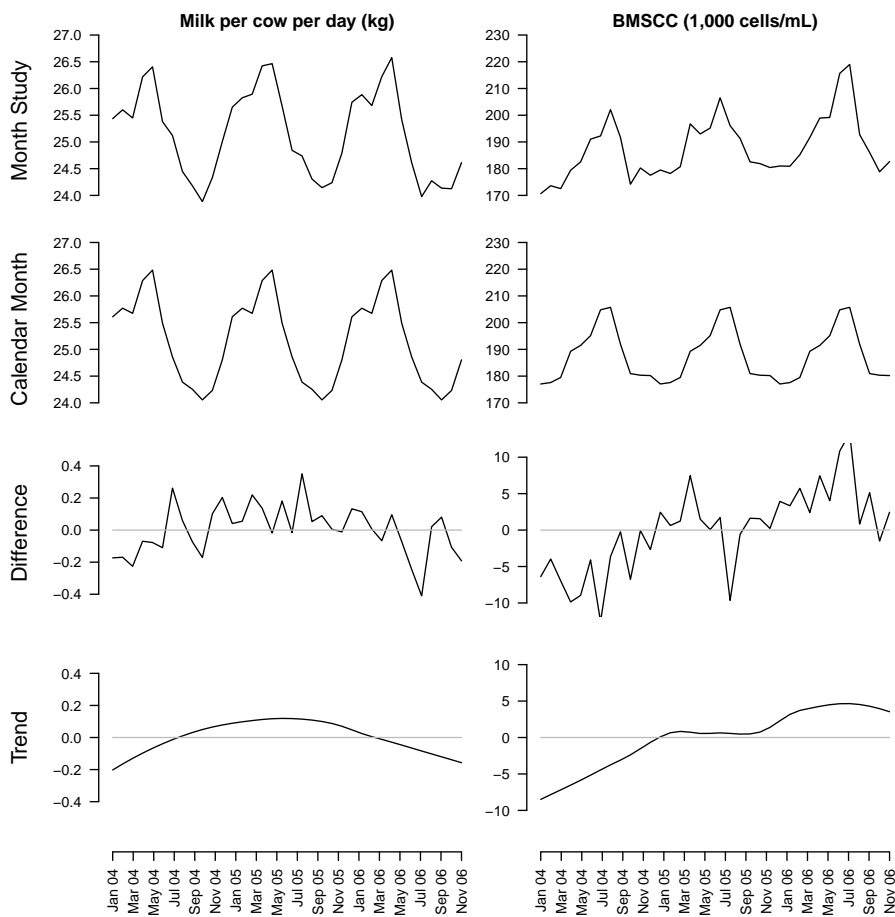 Milk per cow per day (kg)
BMSCC (1,000 cells/mL)
Month Study
27.0
26.5
26.0
25.5
25.0
24.5
24.0
230
220
210
200
190
180
170
Calendar Month
27.0
26.5
26.0
25.5
25.0
24.5
24.0
230
220
210
200
190
180
170
Difference
0.4
0.2
0.0
−0.2
−0.4
10
5
0
−5
−10
Trend
0.4
0.2
0.0
−0.2
−0.4
10
5
0
−5
−10
Jan 04
Mar 04
May 04
Jul 04
Sep 04
Nov 04
Jan 05
Mar 05
May 05
Jul 05
Sep 05
Nov 05
Jan 06
Mar 06
May 06
Jul 06
Sep 06
Nov 06
Jan 04
Mar 04
May 04
Jul 04
Sep 04
Nov 04
Jan 05
Mar 05
May 05
Jul 05
Sep 05
Nov 05
Jan 06
Mar 06
May 06
Jul 06
Sep 06
Nov 06